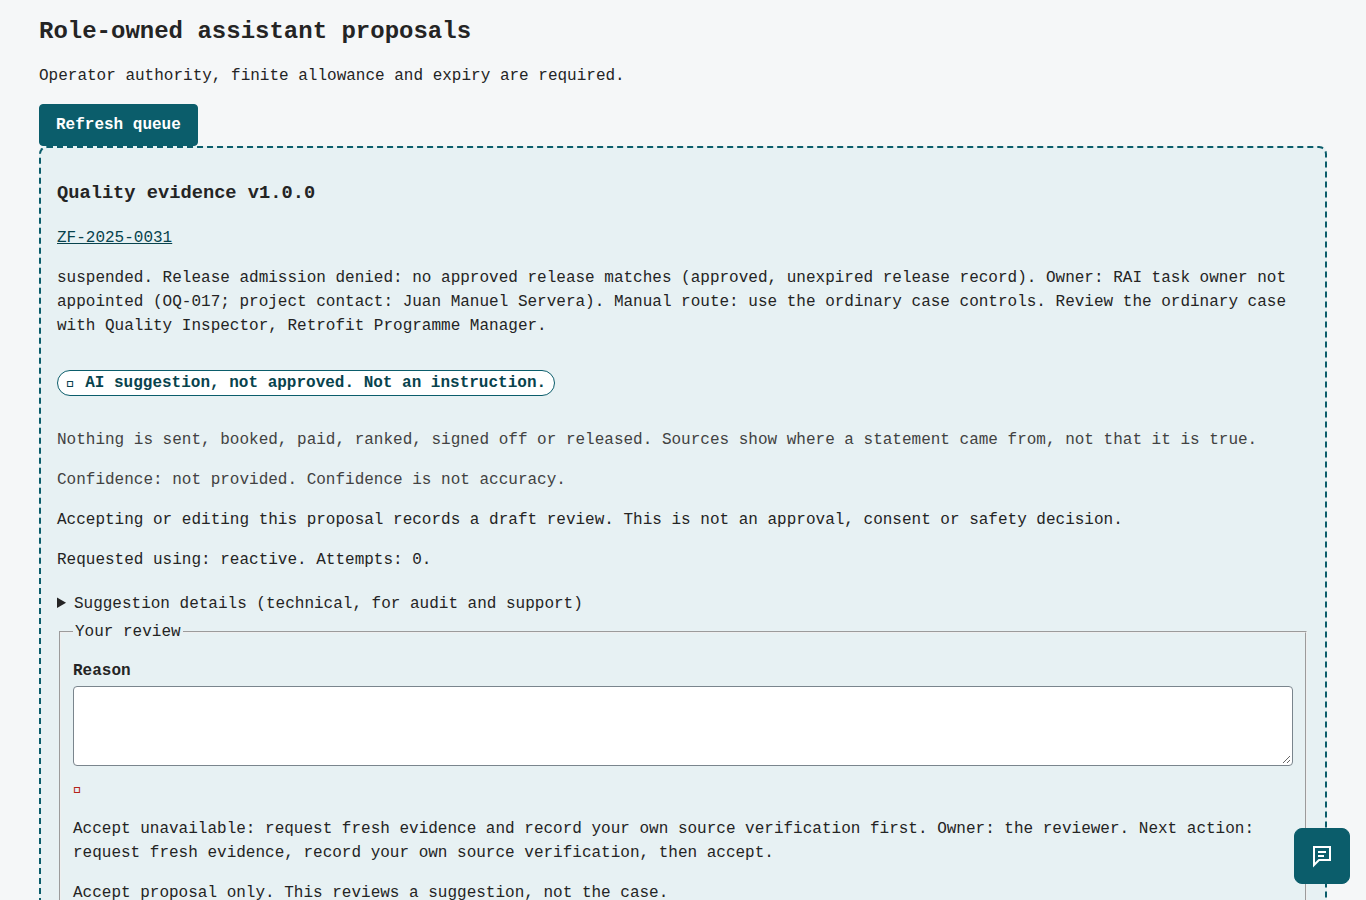 Role-owned assistant proposals
Operator authority, finite allowance and expiry are required.
Refresh queue
Quality evidence v1.0.0
ZF-2025-0031
suspended. Release admission denied: no approved release matches (approved, unexpired release record). Owner: RAI task owner not
appointed (OQ-017; project contact: Juan Manuel Servera). Manual route: use the ordinary case controls. Review the ordinary case
with Quality Inspector, Retrofit Programme Manager.
AI suggestion, not approved. Not an instruction.
Nothing is sent, booked, paid, ranked, signed off or released. Sources show where a statement came from, not that it is true.
Confidence: not provided. Confidence is not accuracy.
Accepting or editing this proposal records a draft review. This is not an approval, consent or safety decision.
Requested using: reactive. Attempts: 0.
Suggestion details (technical, for audit and support)
Your review
Reason
Accept unavailable: request fresh evidence and record your own source verification first. Owner: the reviewer. Next action:
request fresh evidence, record your own source verification, then accept.
Accept proposal only. This reviews a suggestion, not the case.